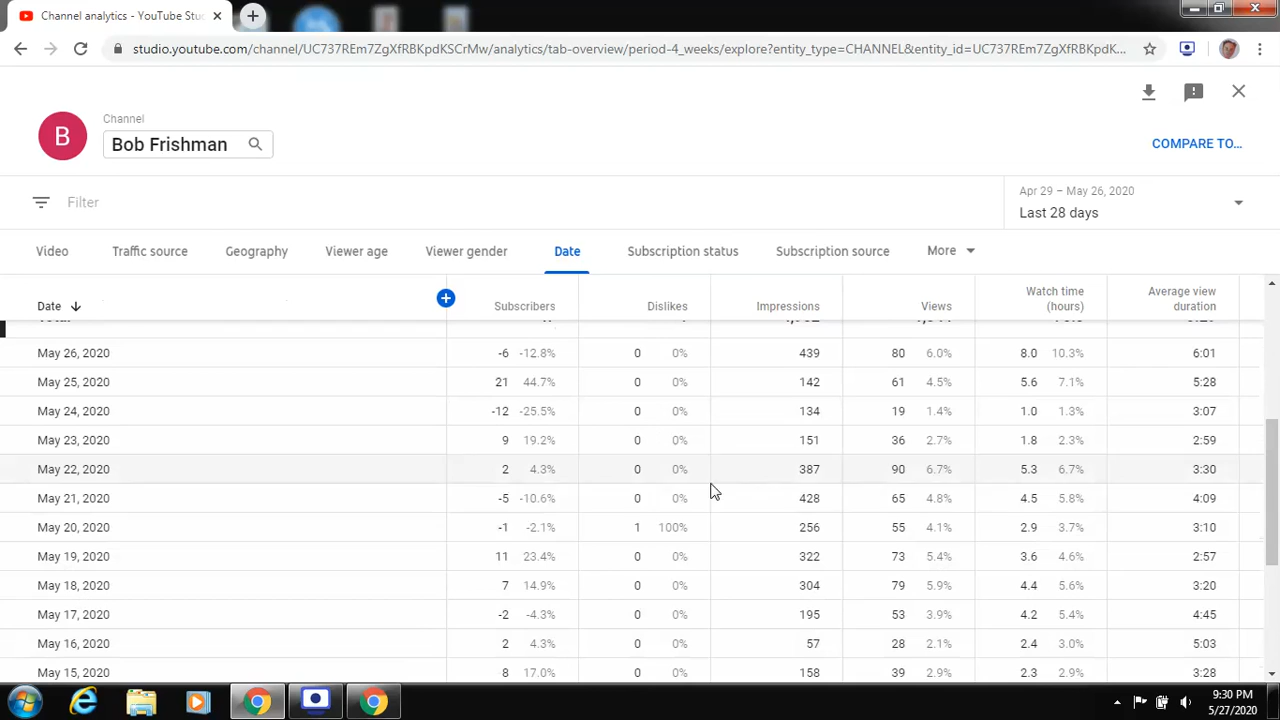 Channel analytics - YouTube Stu
studio.youtube.com/channel/UC737REm7ZgXfRBKpdKSCrMw/analytics/tab-overview/period-4_weeks/explore?entity_type=CHANNEL&entity_id=UC737REm7ZgXfRBKpdK...
B
Channel
Bob Frishman
COMPARE TO...
Filter
Apr 29 – May 26, 2020
Last 28 days
Video Traffic source Geography Viewer age Viewer gender Date Subscription status Subscription source More
Date Subscribers Dislikes Impressions Views Watch time (hours) Average view duration
May 26, 2020 -6 -12.8% 0 0% 439 80 6.0% 8.0 10.3% 6:01
May 25, 2020 21 44.7% 0 0% 142 61 4.5% 5.6 7.1% 5:28
May 24, 2020 -12 -25.5% 0 0% 134 19 1.4% 1.0 1.3% 3:07
May 23, 2020 9 19.2% 0 0% 151 36 2.7% 1.8 2.3% 2:59
May 22, 2020 2 4.3% 0 0% 387 90 6.7% 5.3 6.7% 3:30
May 21, 2020 -5 -10.6% 0 0% 428 65 4.8% 4.5 5.8% 4:09
May 20, 2020 -1 -2.1% 1 100% 256 55 4.1% 2.9 3.7% 3:10
May 19, 2020 11 23.4% 0 0% 322 73 5.4% 3.6 4.6% 2:57
May 18, 2020 7 14.9% 0 0% 304 79 5.9% 4.4 5.6% 3:20
May 17, 2020 -2 -4.3% 0 0% 195 53 3.9% 4.2 5.4% 4:45
May 16, 2020 2 4.3% 0 0% 57 28 2.1% 2.4 3.0% 5:03
May 15, 2020 8 17.0% 0 0% 158 39 2.9% 2.3 2.9% 3:28
9:30 PM
5/27/2020